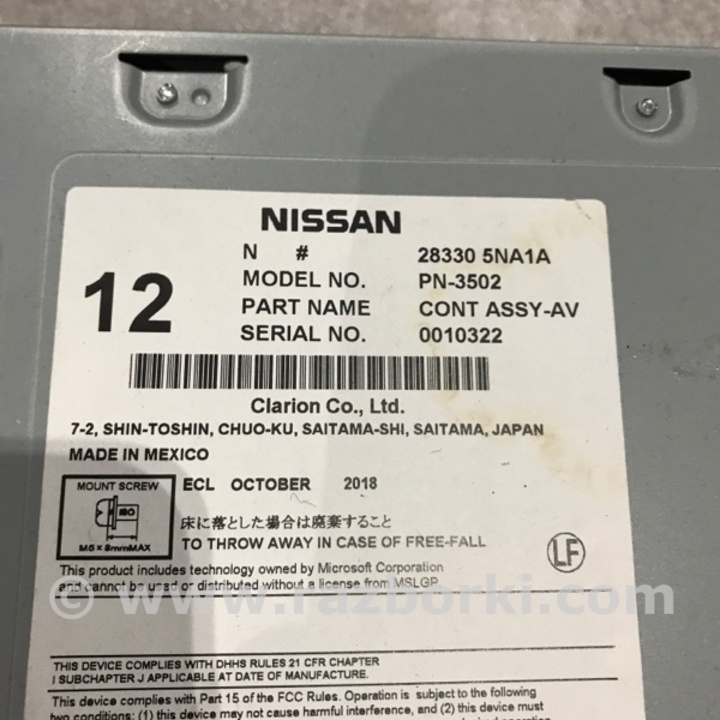 NISSAN
12
N # 28330 5NA1A
MODEL NO. PN-3502
PART NAME CONT ASSY-AV
SERIAL NO. 0010322
Clarion Co., Ltd.
7-2, SHIN-TOSHIN, CHUO-KU, SAITAMA-SHI, SAITAMA, JAPAN
MADE IN MEXICO
MOUNT SCREW
ISO
M5×8mmMAX
ECL OCTOBER 2018
床に落とした場合は廃棄すること
TO THROW AWAY IN CASE OF FREE-FALL
LF
This product includes technology owned by Microsoft Corporation
and cannot be used or distributed without a license from MSLGP.
© www.razborki.com
THIS DEVICE COMPLIES WITH DHHS RULES 21 CFR CHAPTER
I SUBCHAPTER J APPLICABLE AT DATE OF MANUFACTURE.
This device complies with Part 15 of the FCC Rules. Operation is subject to the following
two conditions: (1) this device may not cause harmful interference, and (2) this device must